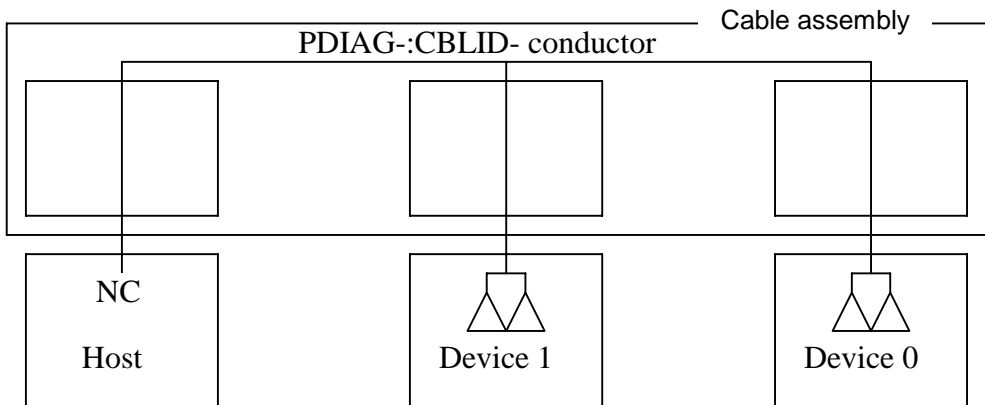 Cable assembly
PDIAG-:CBLID- conductor
NC
Host
Device 1
Device 0